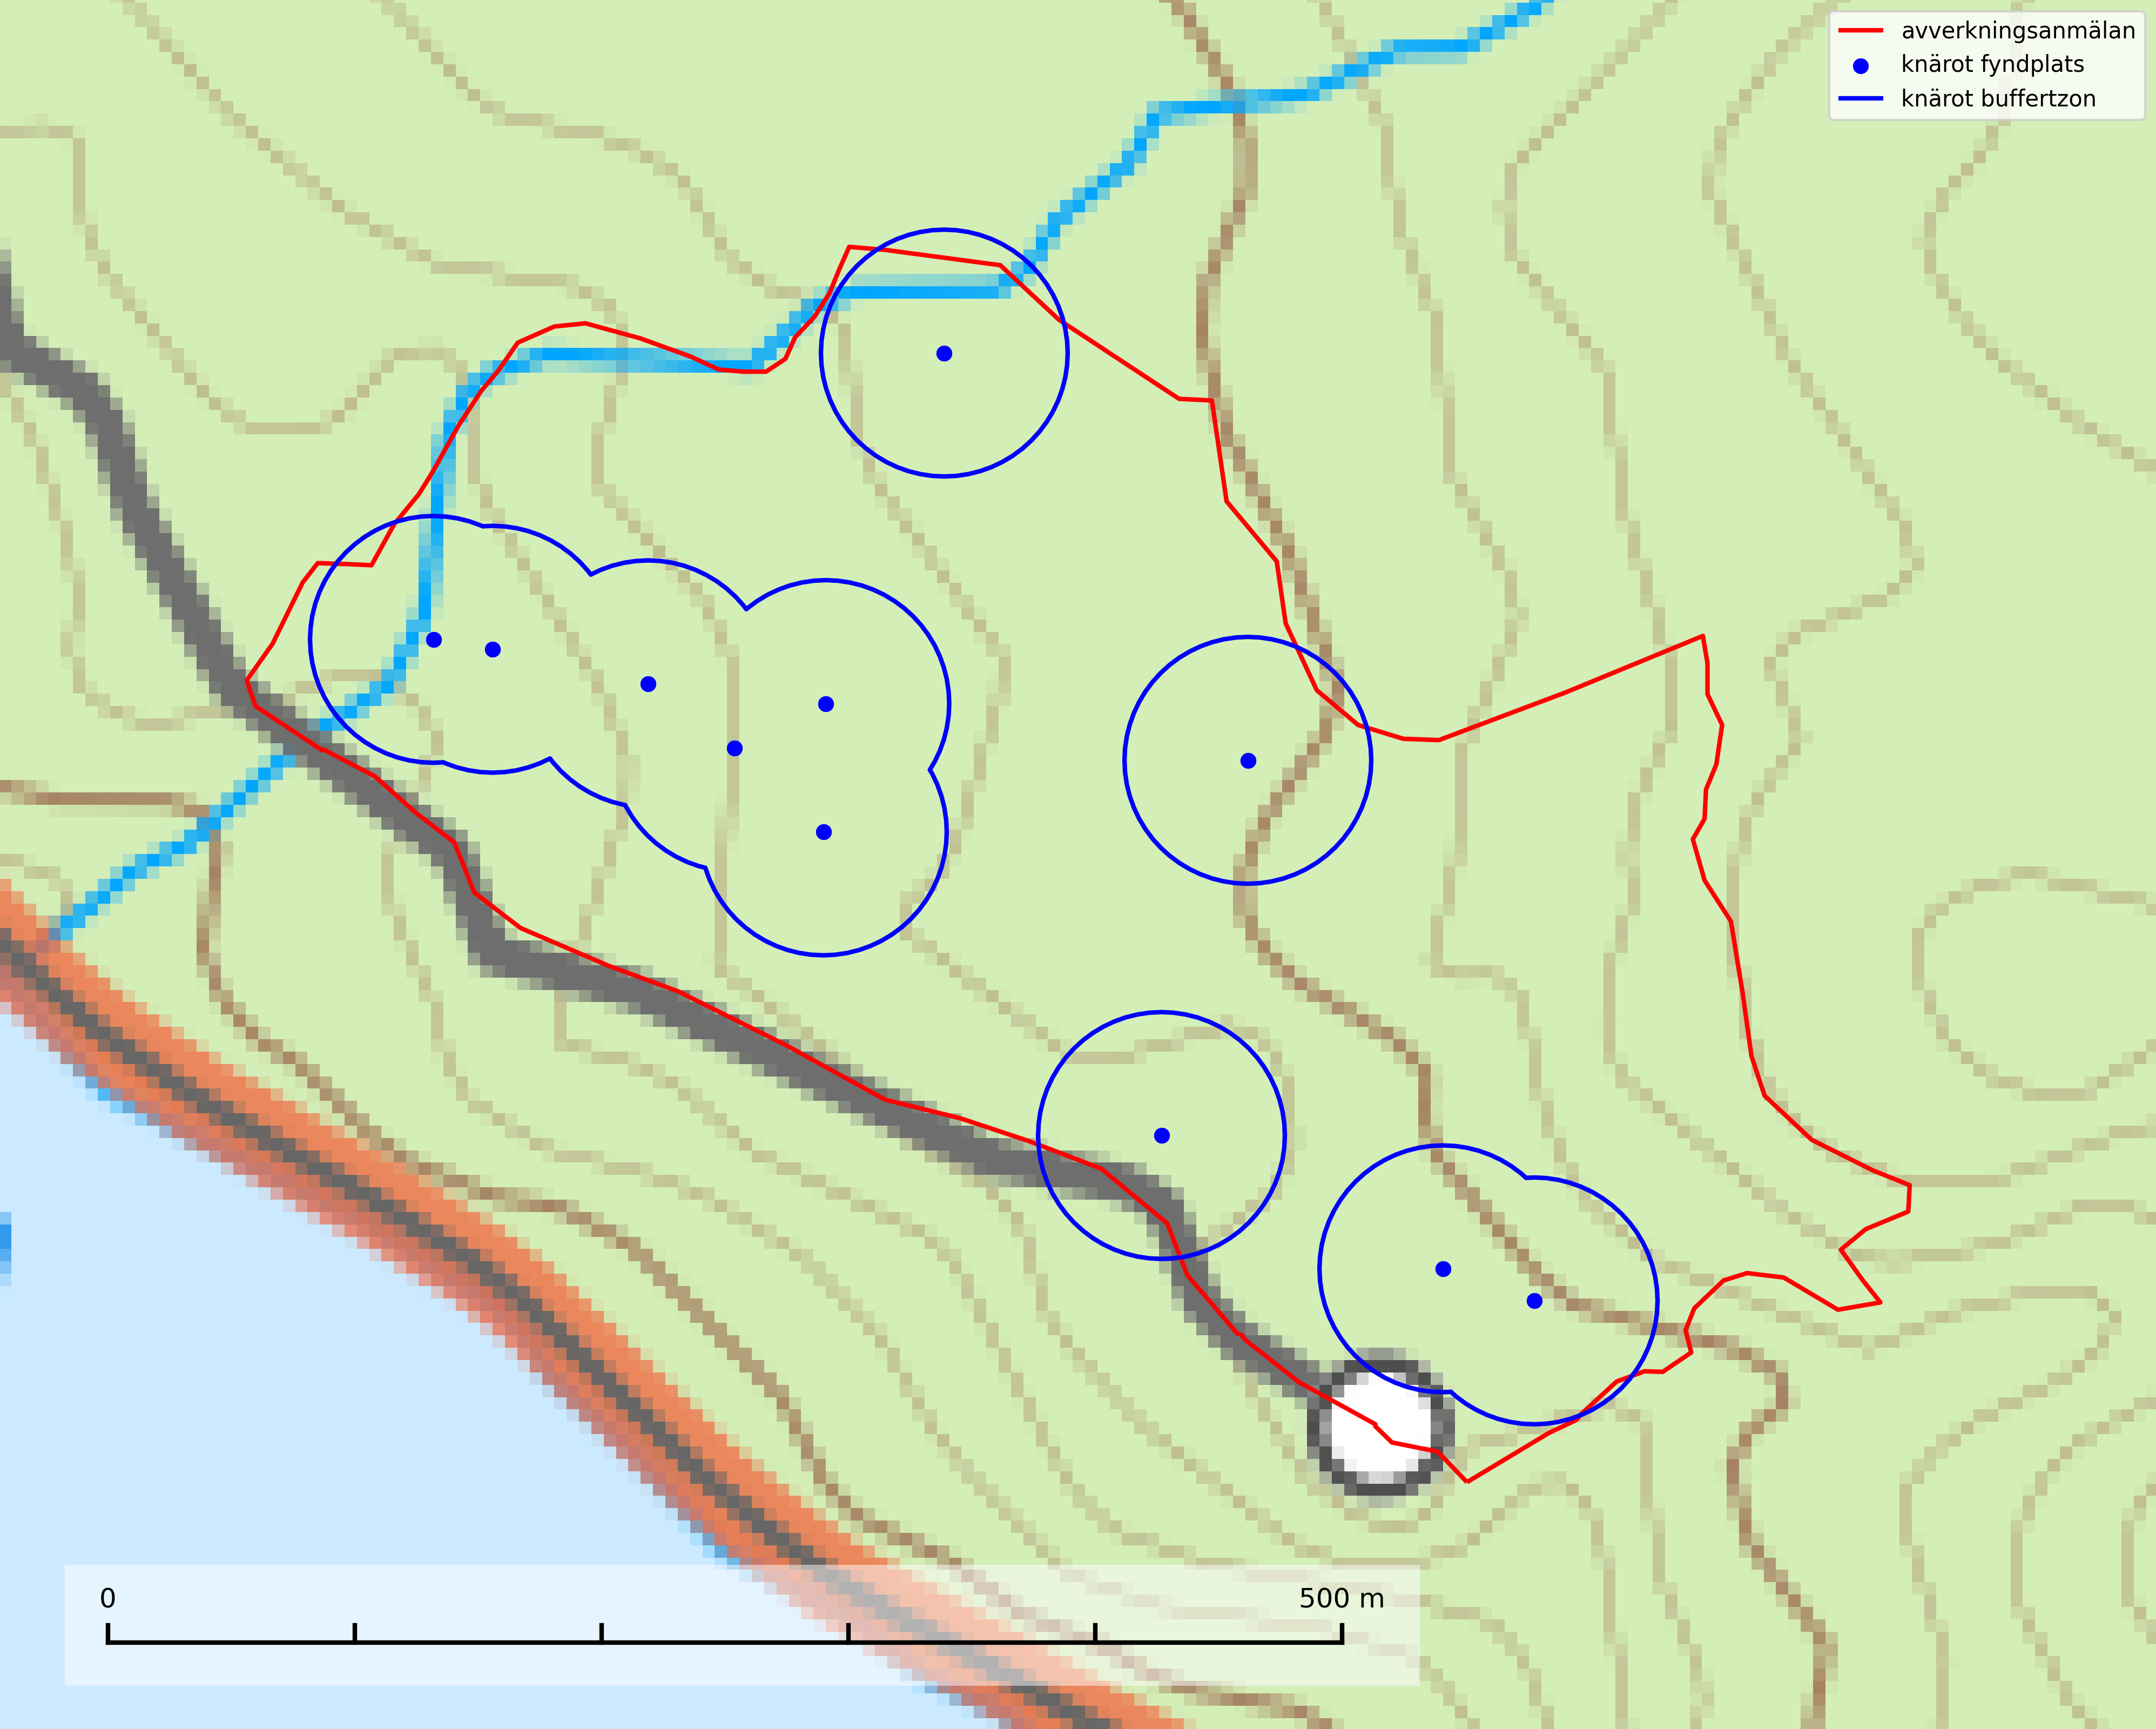 avverkningsanmälan
knärot fyndplats
knärot buffertzon
0 500 m